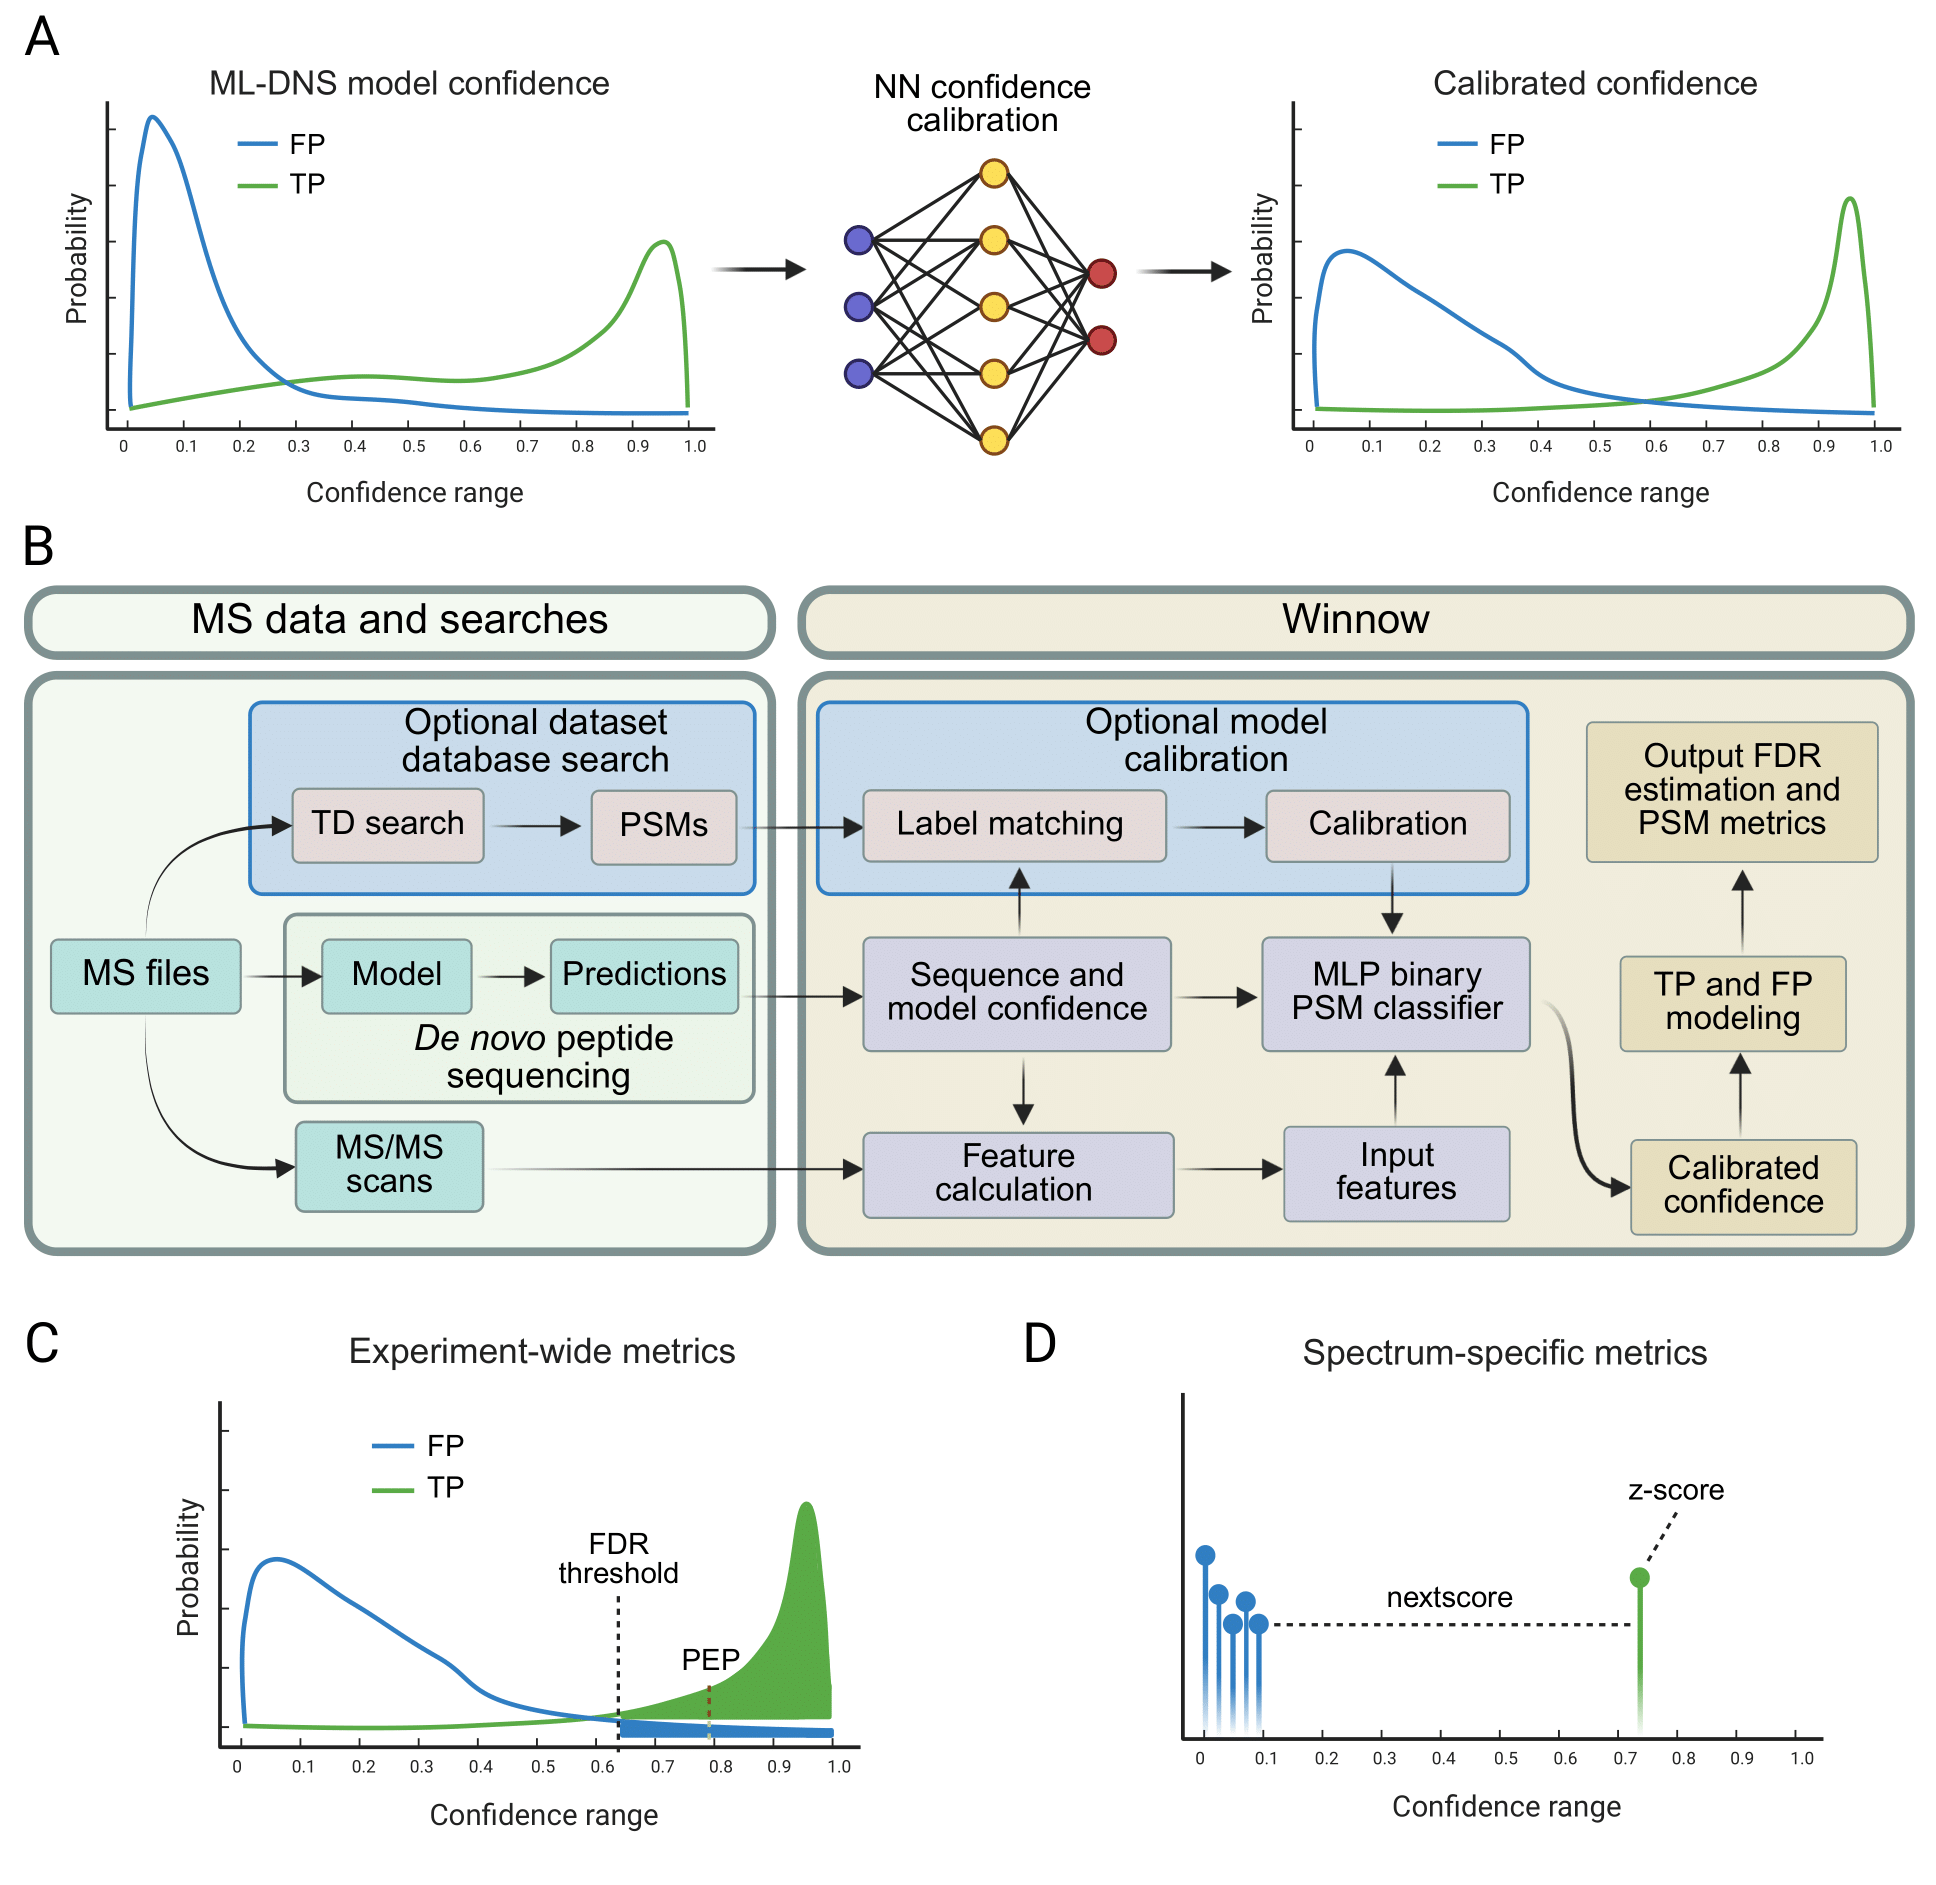 A
ML-DNS model confidence
FP
TP
Probability
0 0.1 0.2 0.3 0.4 0.5 0.6 0.7 0.8 0.9 1.0
Confidence range
NN confidence
calibration
Calibrated confidence
FP
TP
Probability
0 0.1 0.2 0.3 0.4 0.5 0.6 0.7 0.8 0.9 1.0
Confidence range
B
MS data and searches
Optional dataset
database search
TD search
PSMs
MS files
Model
Predictions
De novo peptide
sequencing
MS/MS
scans
Winnow
Optional model
calibration
Label matching
Calibration
Sequence and
model confidence
MLP binary
PSM classifier
Feature
calculation
Input
features
Output FDR
estimation and
PSM metrics
TP and FP
modeling
Calibrated
confidence
C
Experiment-wide metrics
FP
TP
FDR
threshold
PEP
Probability
0 0.1 0.2 0.3 0.4 0.5 0.6 0.7 0.8 0.9 1.0
Confidence range
D
Spectrum-specific metrics
z-score
nextscore
0 0.1 0.2 0.3 0.4 0.5 0.6 0.7 0.8 0.9 1.0
Confidence range